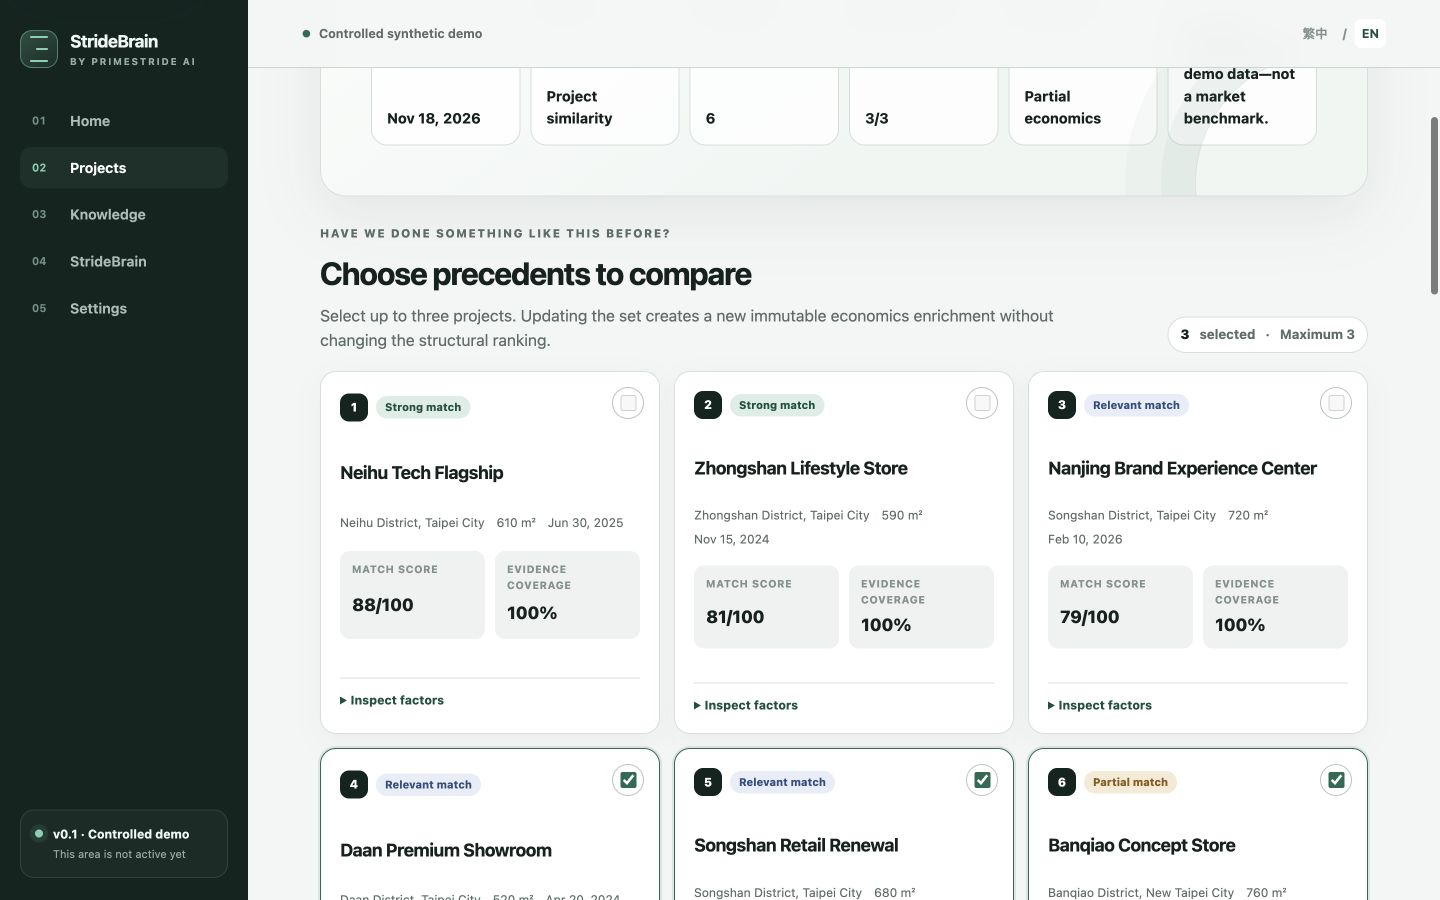 StrideBrain
BY PRIMESTRIDE AI
01 Home
02 Projects
03 Knowledge
04 StrideBrain
05 Settings
v0.1 · Controlled demo
This area is not active yet
Controlled synthetic demo
繁中 / EN
Nov 18, 2026
Project
similarity
6
3/3
Partial
economics
demo data—not
a market
benchmark.
HAVE WE DONE SOMETHING LIKE THIS BEFORE?
Choose precedents to compare
Select up to three projects. Updating the set creates a new immutable economics enrichment without
changing the structural ranking.
3 selected · Maximum 3
1 Strong match
Neihu Tech Flagship
Neihu District, Taipei City 610 m² Jun 30, 2025
MATCH SCORE
88/100
EVIDENCE
COVERAGE
100%
▸ Inspect factors
2 Strong match
Zhongshan Lifestyle Store
Zhongshan District, Taipei City 590 m²
Nov 15, 2024
MATCH SCORE
81/100
EVIDENCE
COVERAGE
100%
▸ Inspect factors
3 Relevant match
Nanjing Brand Experience Center
Songshan District, Taipei City 720 m²
Feb 10, 2026
MATCH SCORE
79/100
EVIDENCE
COVERAGE
100%
▸ Inspect factors
4 Relevant match
Daan Premium Showroom
Daan District, Taipei City 520 m² Apr 20, 2024
5 Relevant match
Songshan Retail Renewal
Songshan District, Taipei City 680 m²
6 Partial match
Banqiao Concept Store
Banqiao District, New Taipei City 760 m²